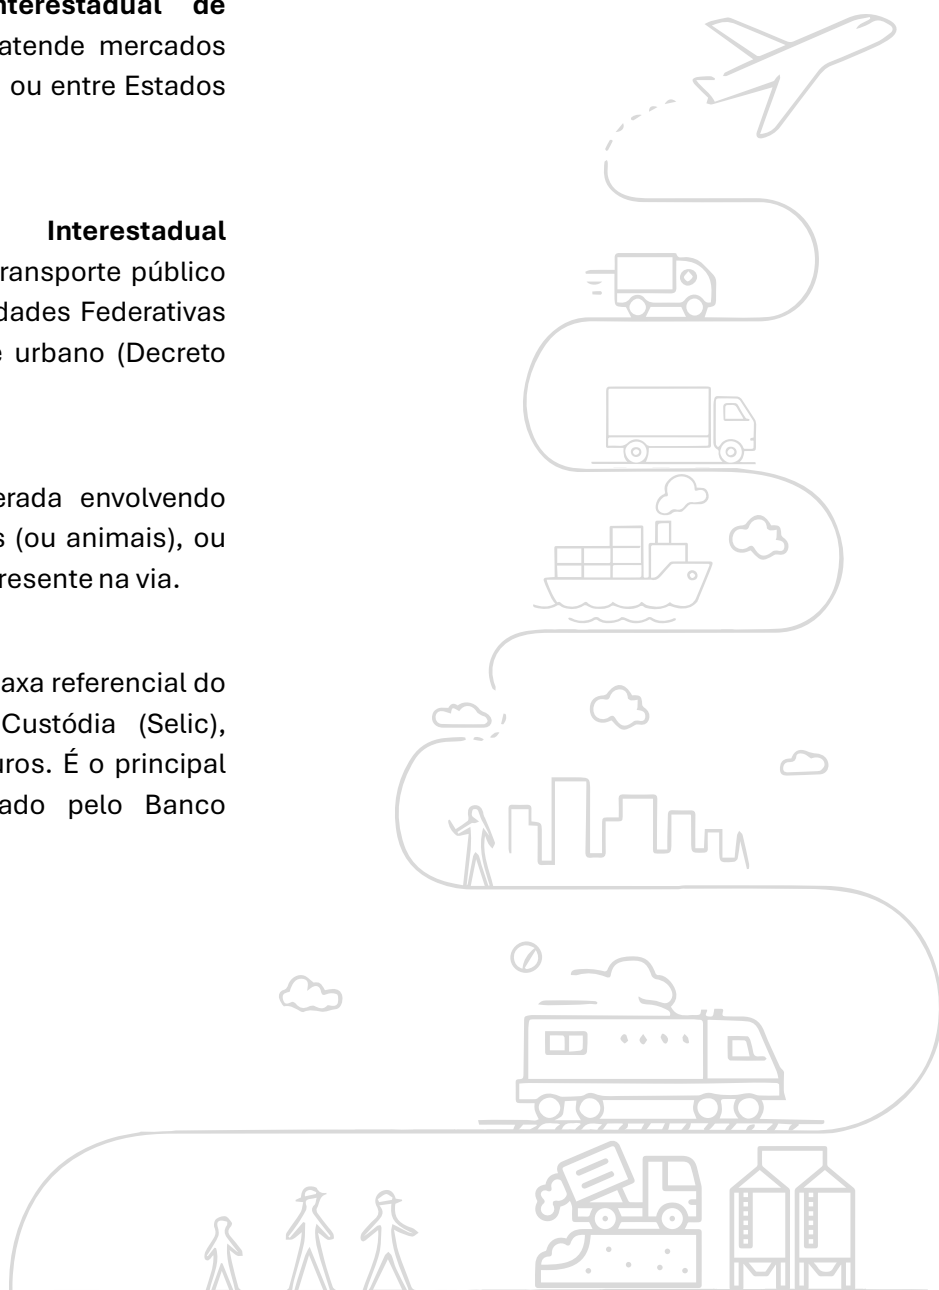 nterestadual de
atende mercados
ou entre Estados
Interestadual
ransporte público
dades Federativas
urbano (Decreto
erada envolvendo
(ou animais), ou
resente na via.
axa referencial do
Custódia (Selic),
uros. É o principal
ado pelo Banco